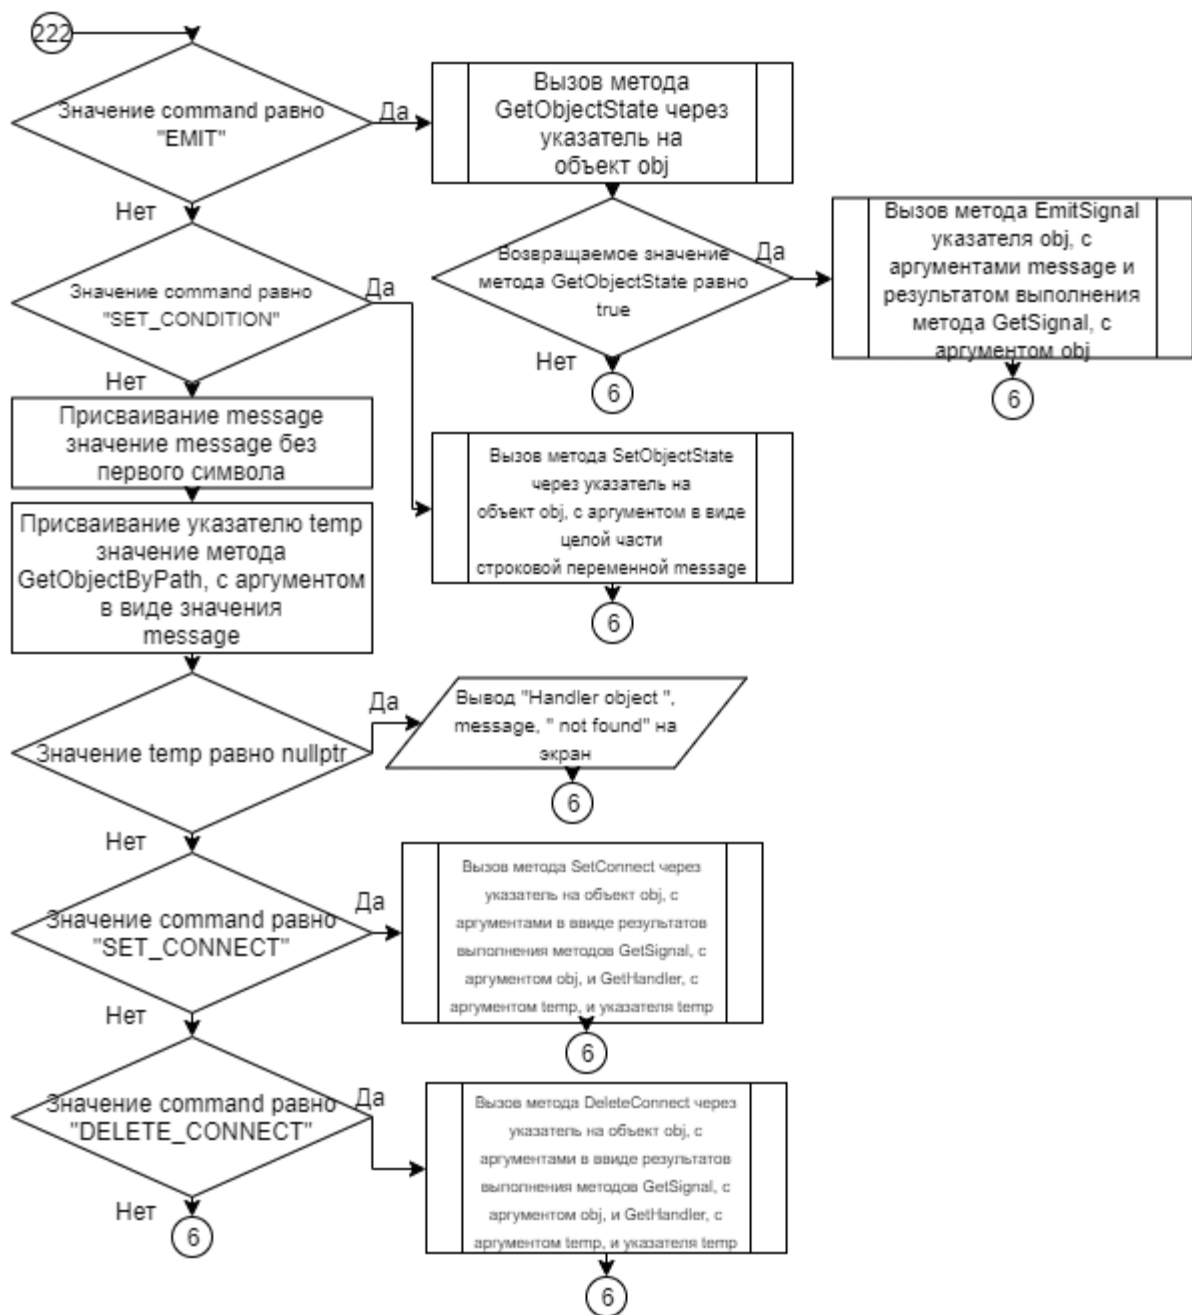 222
Значение command равно
"EMIT"
Да
Вызов метода
GetObjectState через
указатель на
объект obj
Нет
Возвращаемое значение
метода GetObjectState равно
true
Да
Вызов метода EmitSignal
указателя obj, с
аргументами message и
результатом выполнения
метода GetSignal, с
аргументом obj
Нет
6
6
Значение command равно
"SET_CONDITION"
Да
Нет
Вызов метода SetObjectState
через указатель на
объект obj, с аргументом в виде
целой части
строковой переменной message
6
Присваивание message
значение message без
первого символа
Присваивание указателю temp
значение метода
GetObjectByPath, с аргументом
в виде значения
message
Значение temp равно nullptr
Да
Вывод "Handler object ",
message, " not found" на
экран
6
Нет
Значение command равно
"SET_CONNECT"
Да
Вызов метода SetConnect через
указатель на объект obj, с
аргументами в ввиде результатов
выполнения методов GetSignal, с
аргументом obj, и GetHandler, с
аргументом temp, и указателя temp
6
Нет
Значение command равно
"DELETE_CONNECT"
Да
Вызов метода DeleteConnect через
указатель на объект obj, с
аргументами в ввиде результатов
выполнения методов GetSignal, с
аргументом obj, и GetHandler, с
аргументом temp, и указателя temp
Нет
6
6